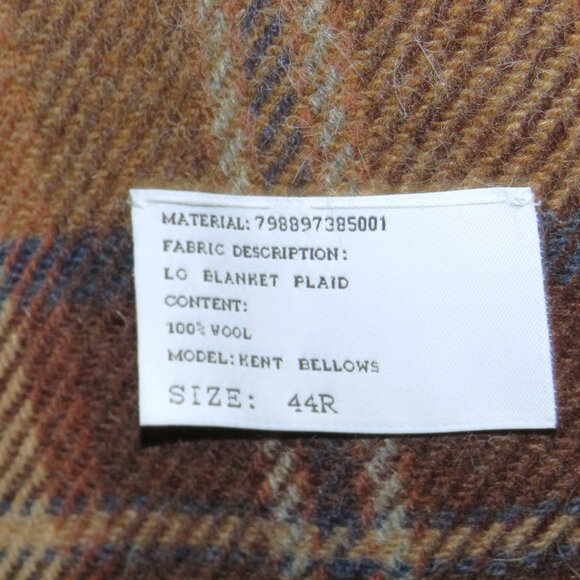 MATERIAL: 798897385001
FABRIC DESCRIPTION:
LG BLANKET PLAID
CONTENT:
100% WOOL
MODEL: KENT BELLOWS
SIZE: 44R